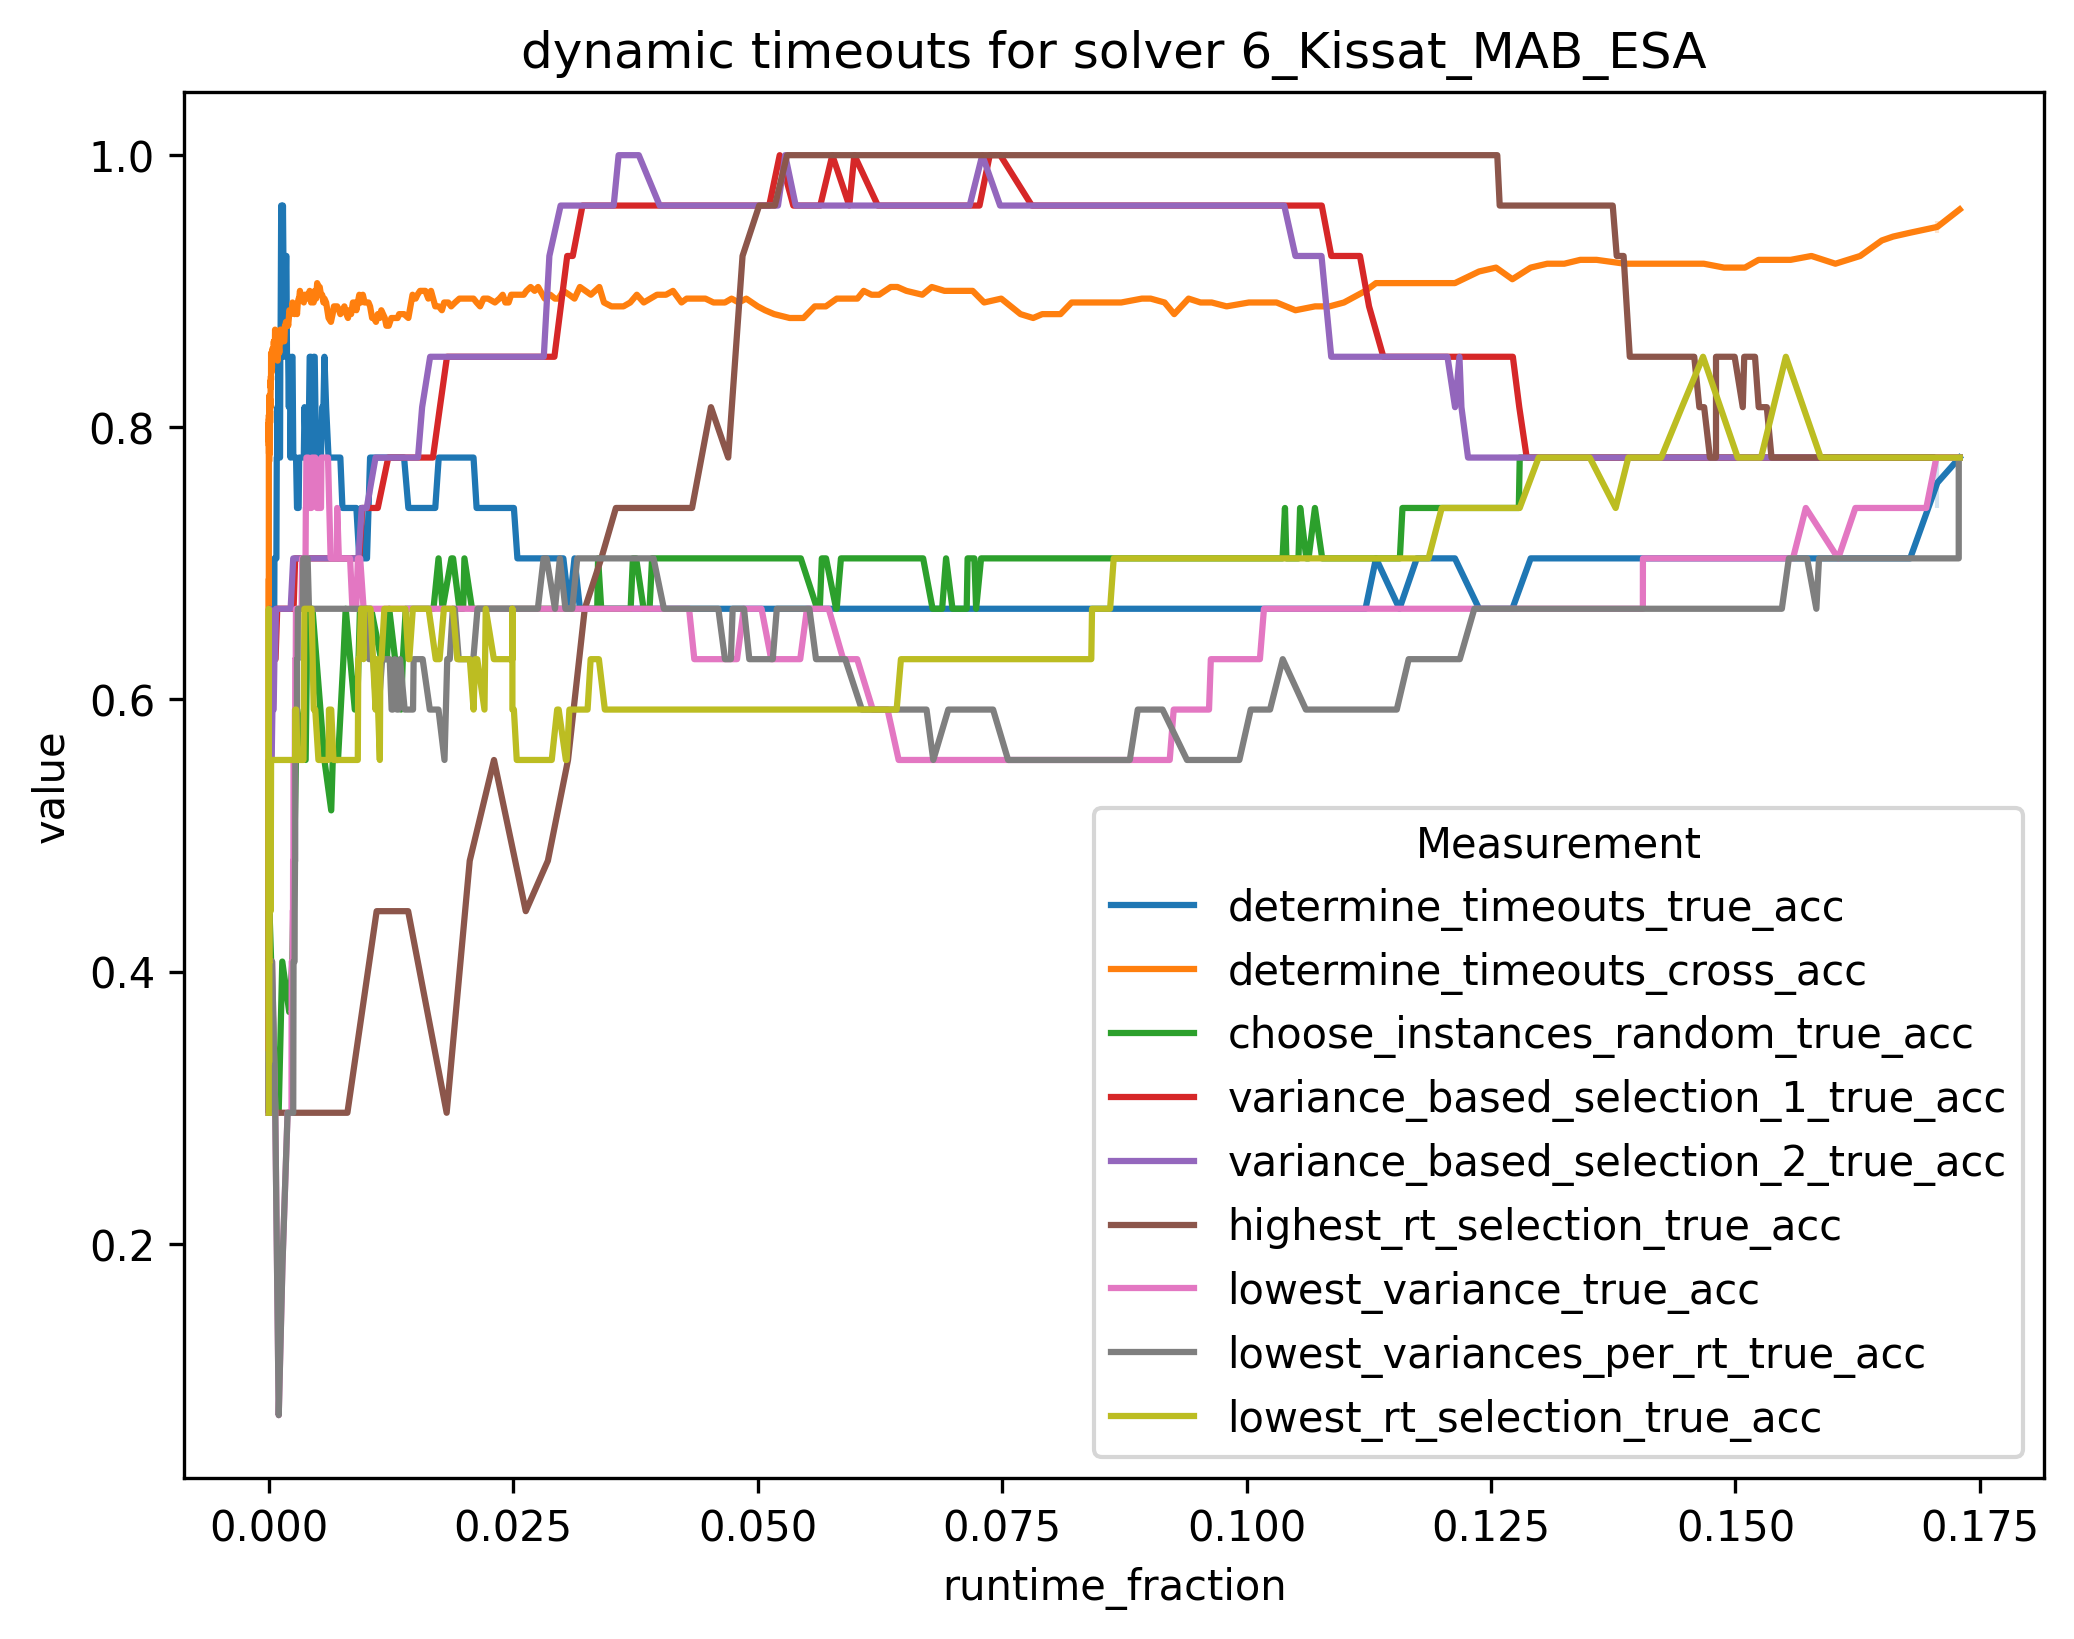 dynamic timeouts for solver 6_Kissat_MAB_ESA
1.0
0.8
0.6
0.4
0.2
value
0.000 0.025 0.050 0.075 0.100 0.125 0.150 0.175
runtime_fraction
Measurement
determine_timeouts_true_acc
determine_timeouts_cross_acc
choose_instances_random_true_acc
variance_based_selection_1_true_acc
variance_based_selection_2_true_acc
highest_rt_selection_true_acc
lowest_variance_true_acc
lowest_variances_per_rt_true_acc
lowest_rt_selection_true_acc